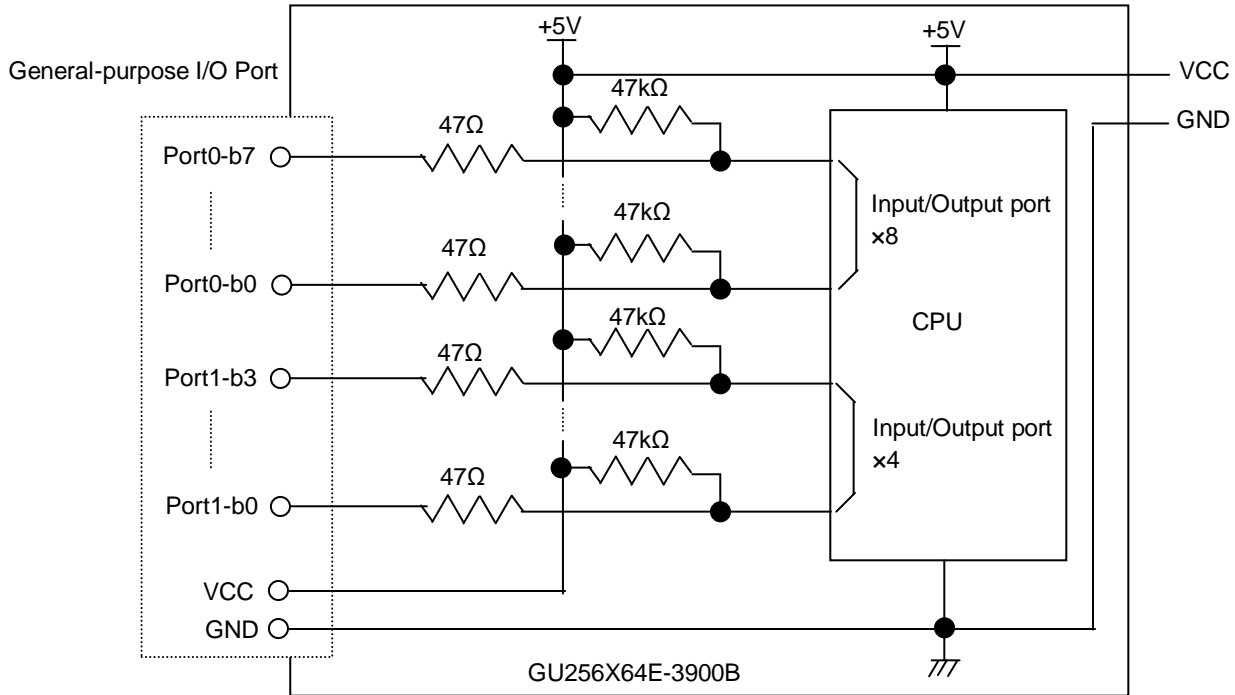 +5V
+5V
General-purpose I/O Port
VCC
47kΩ
GND
47Ω
Port0-b7
Input/Output port
×8
47kΩ
47Ω
Port0-b0
47kΩ
CPU
47Ω
Port1-b3
Input/Output port
×4
47kΩ
47Ω
Port1-b0
VCC
GND
GU256X64E-3900B